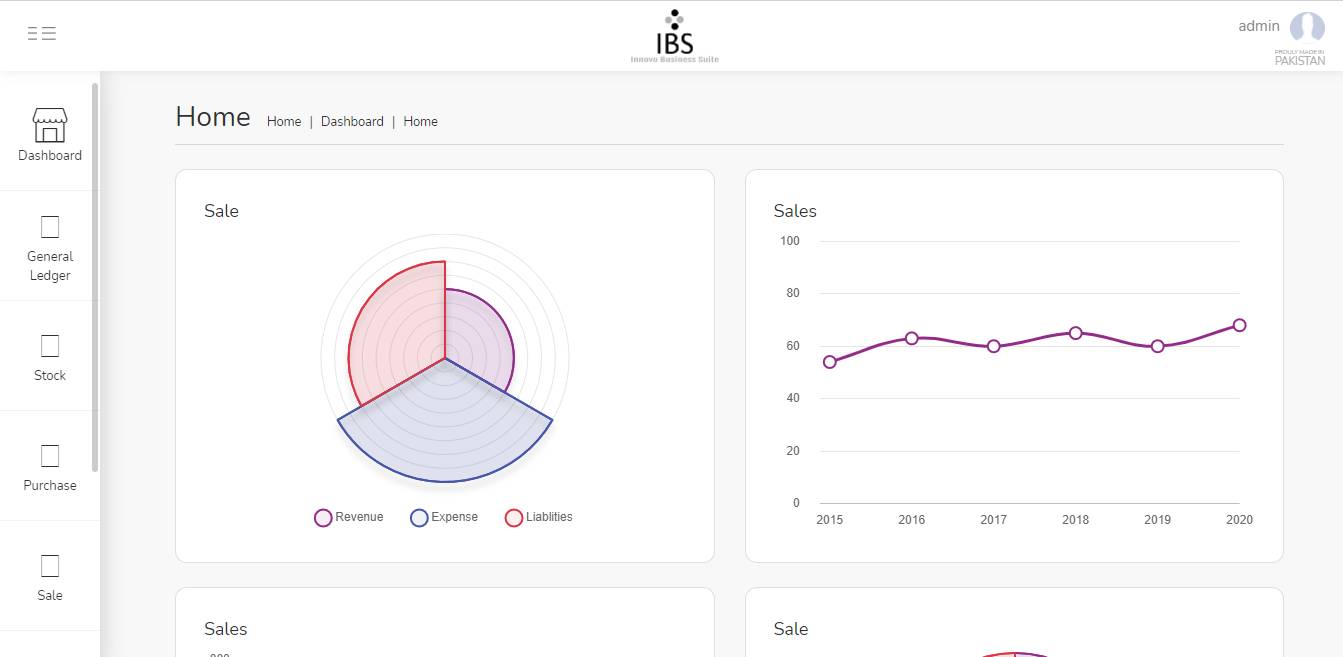 IBS
Innovo Business Suite
admin
PROUDLY MADE IN
PAKISTAN
Dashboard
General
Ledger
Stock
Purchase
Sale
Home
Home | Dashboard | Home
Sale
Revenue
Expense
Liablities
Sales
100
80
60
40
20
0
2015 2016 2017 2018 2019 2020
Sales
Sale